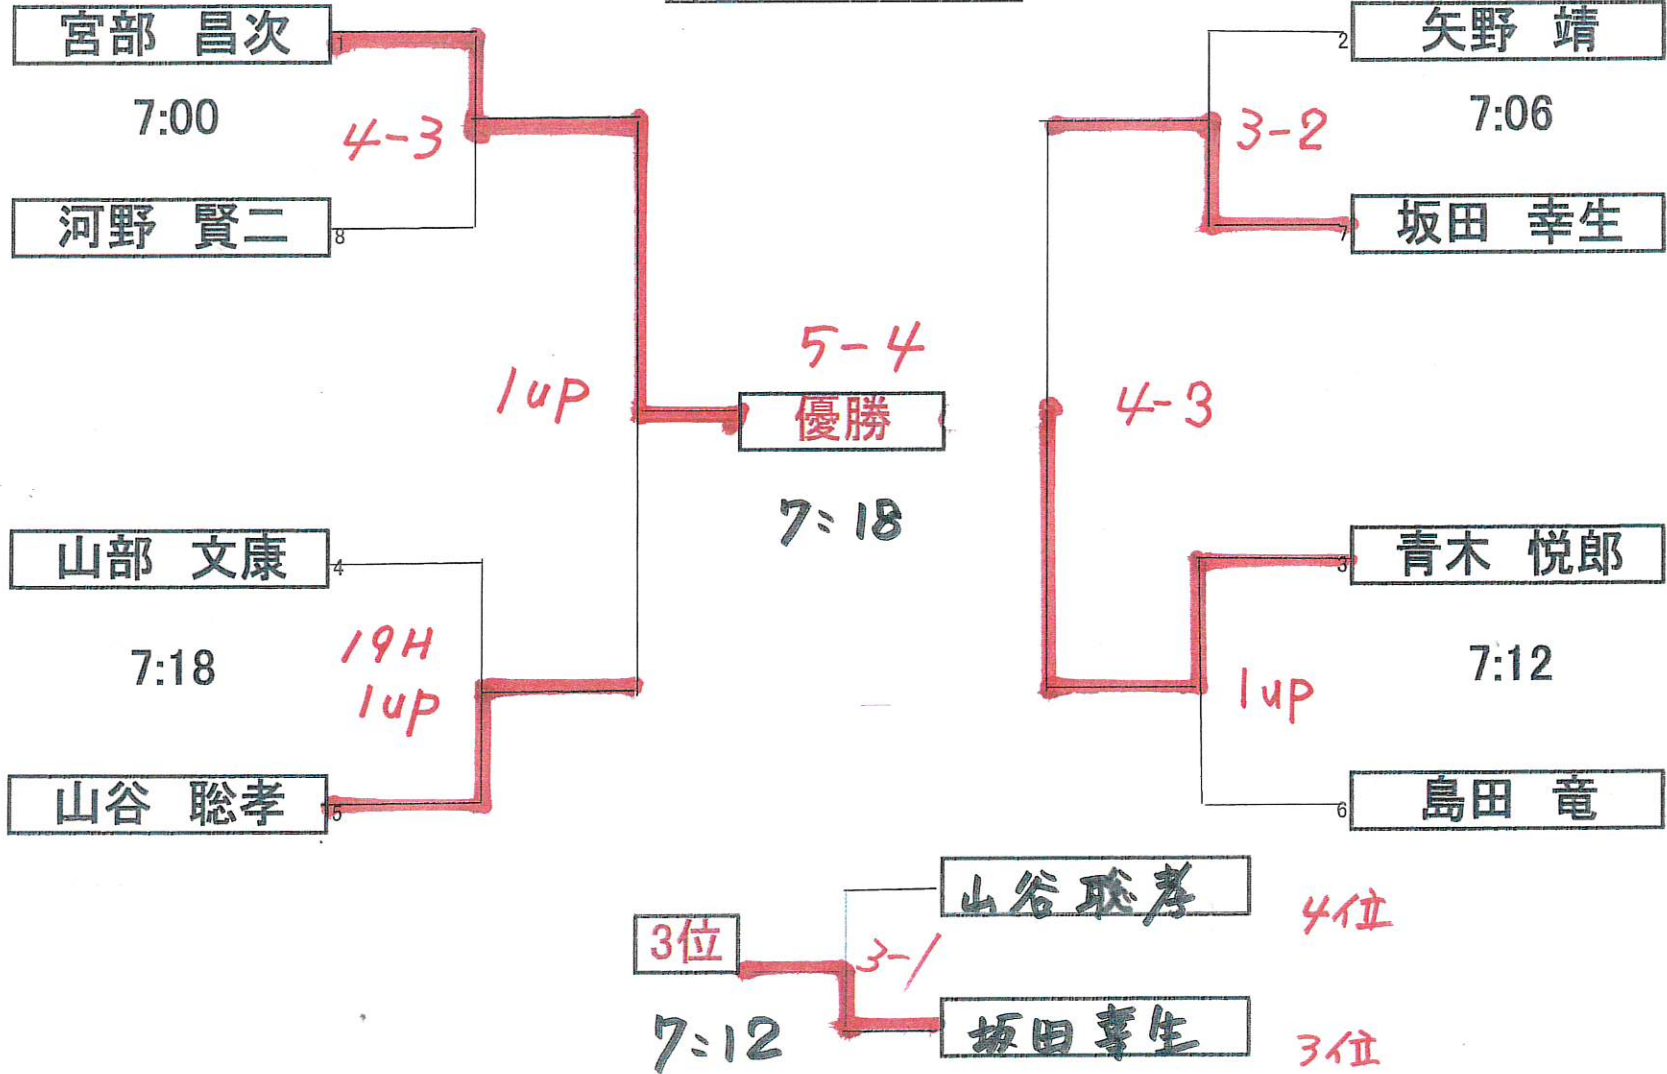 宮部 昌次
1
7:00
4-3
河野 賢二
8
矢野 靖
2
7:06
3-2
坂田 幸生
7
1up
5-4
優勝
7:18
4-3
山部 文康
4
7:18
19H
1up
山谷 聡孝
5
青木 悦郎
3
7:12
1up
島田 竜
6
3位
7:12
3-1
山谷聡孝
4位
坂田幸生
3位